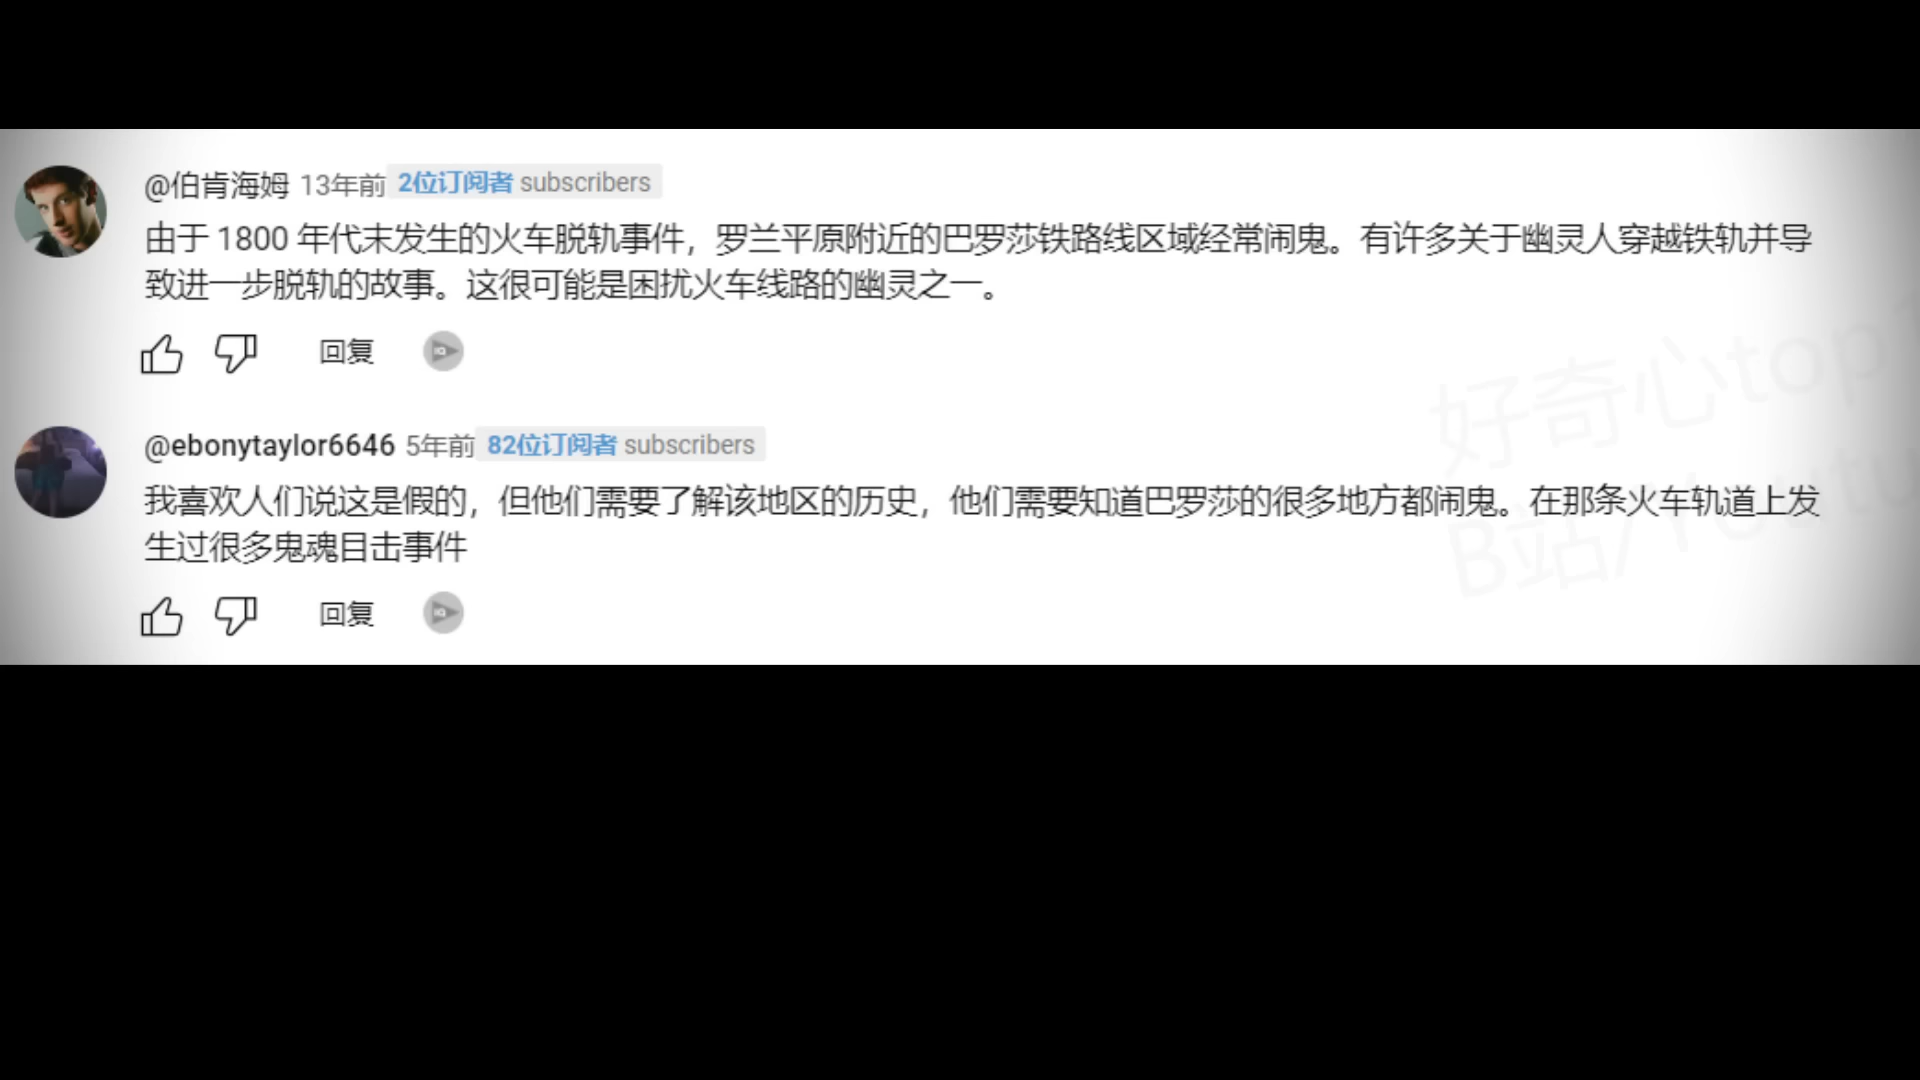 @伯肯海姆 13年前 2位订阅者 subscribers
由于 1800 年代末发生的火车脱轨事件，罗兰平原附近的巴罗莎铁路线区域经常闹鬼。有许多关于幽灵人穿越铁轨并导
致进一步脱轨的故事。这很可能是困扰火车线路的幽灵之一。
回复
好奇心top
@ebonytaylor6646 5年前 82位订阅者 subscribers
我喜欢人们说这是假的，但他们需要了解该地区的历史，他们需要知道巴罗莎的很多地方都闹鬼。在那条火车轨道上发
生过很多鬼魂目击事件
B站/Youtu
回复